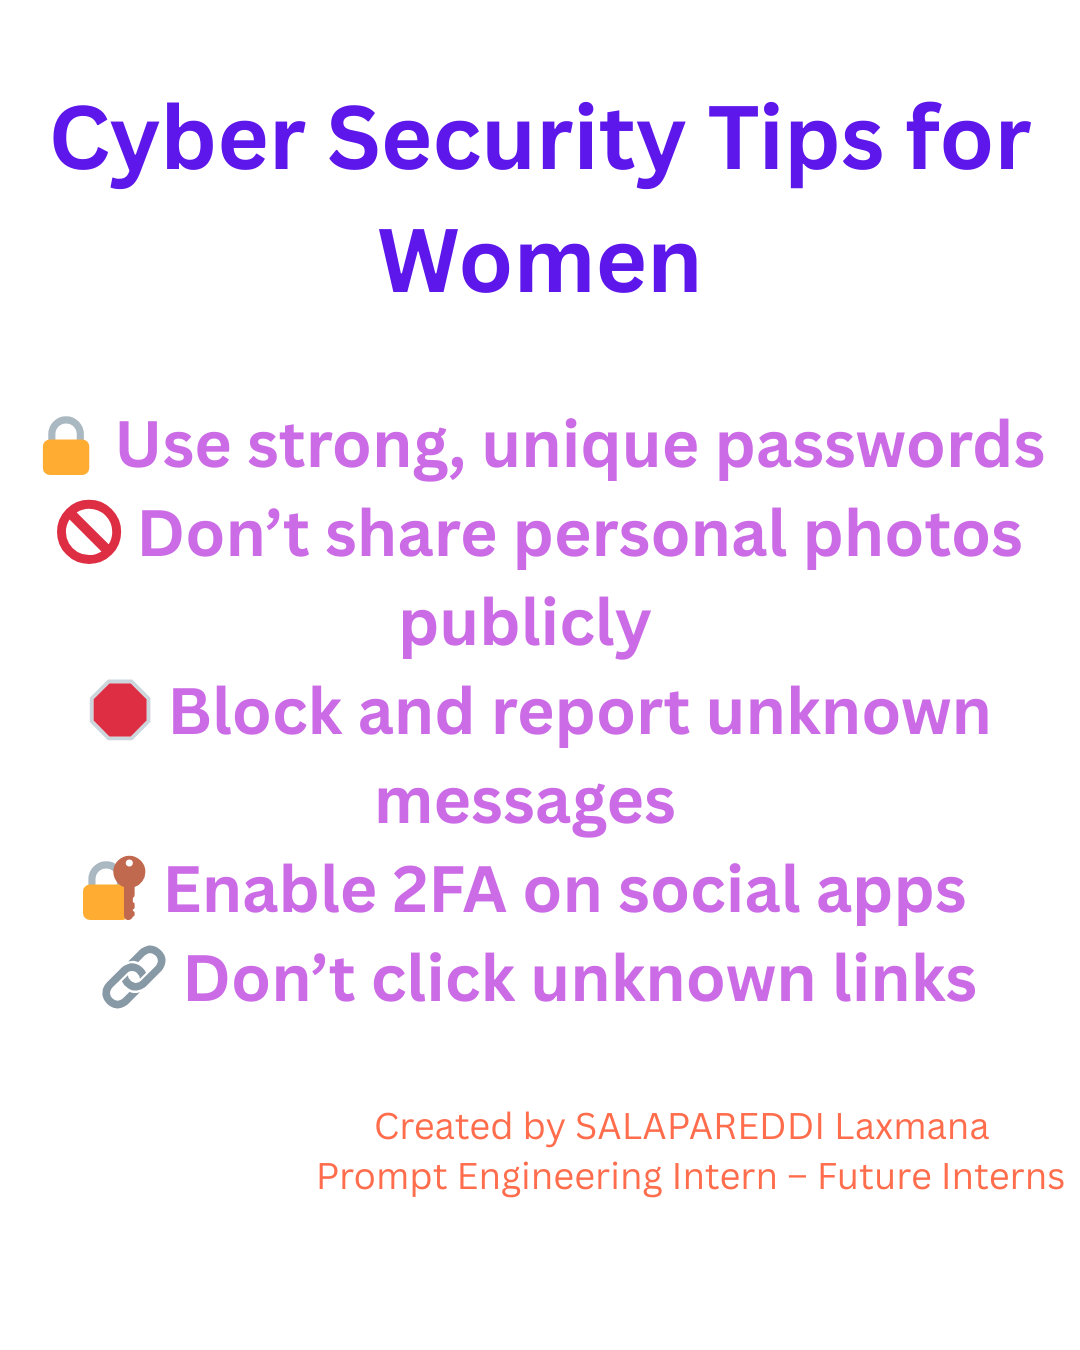 Cyber Security Tips for
Women
🔒 Use strong, unique passwords
🚫 Don’t share personal photos
publicly
🛑 Block and report unknown
messages
🔐 Enable 2FA on social apps
🔗 Don’t click unknown links
Created by SALAPAREDDI Laxmana
Prompt Engineering Intern – Future Interns